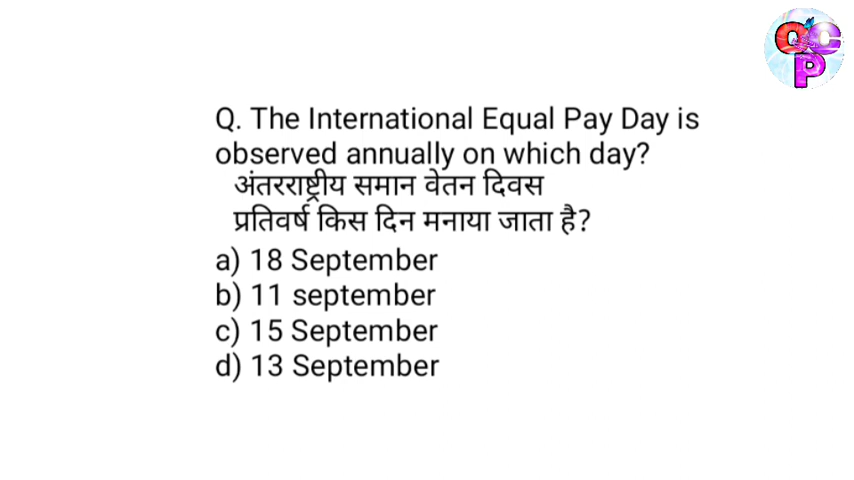 QCP
Q. The International Equal Pay Day is
observed annually on which day?
अंतरराष्ट्रीय समान वेतन दिवस
प्रतिवर्ष किस दिन मनाया जाता है?
a) 18 September
b) 11 september
c) 15 September
d) 13 September